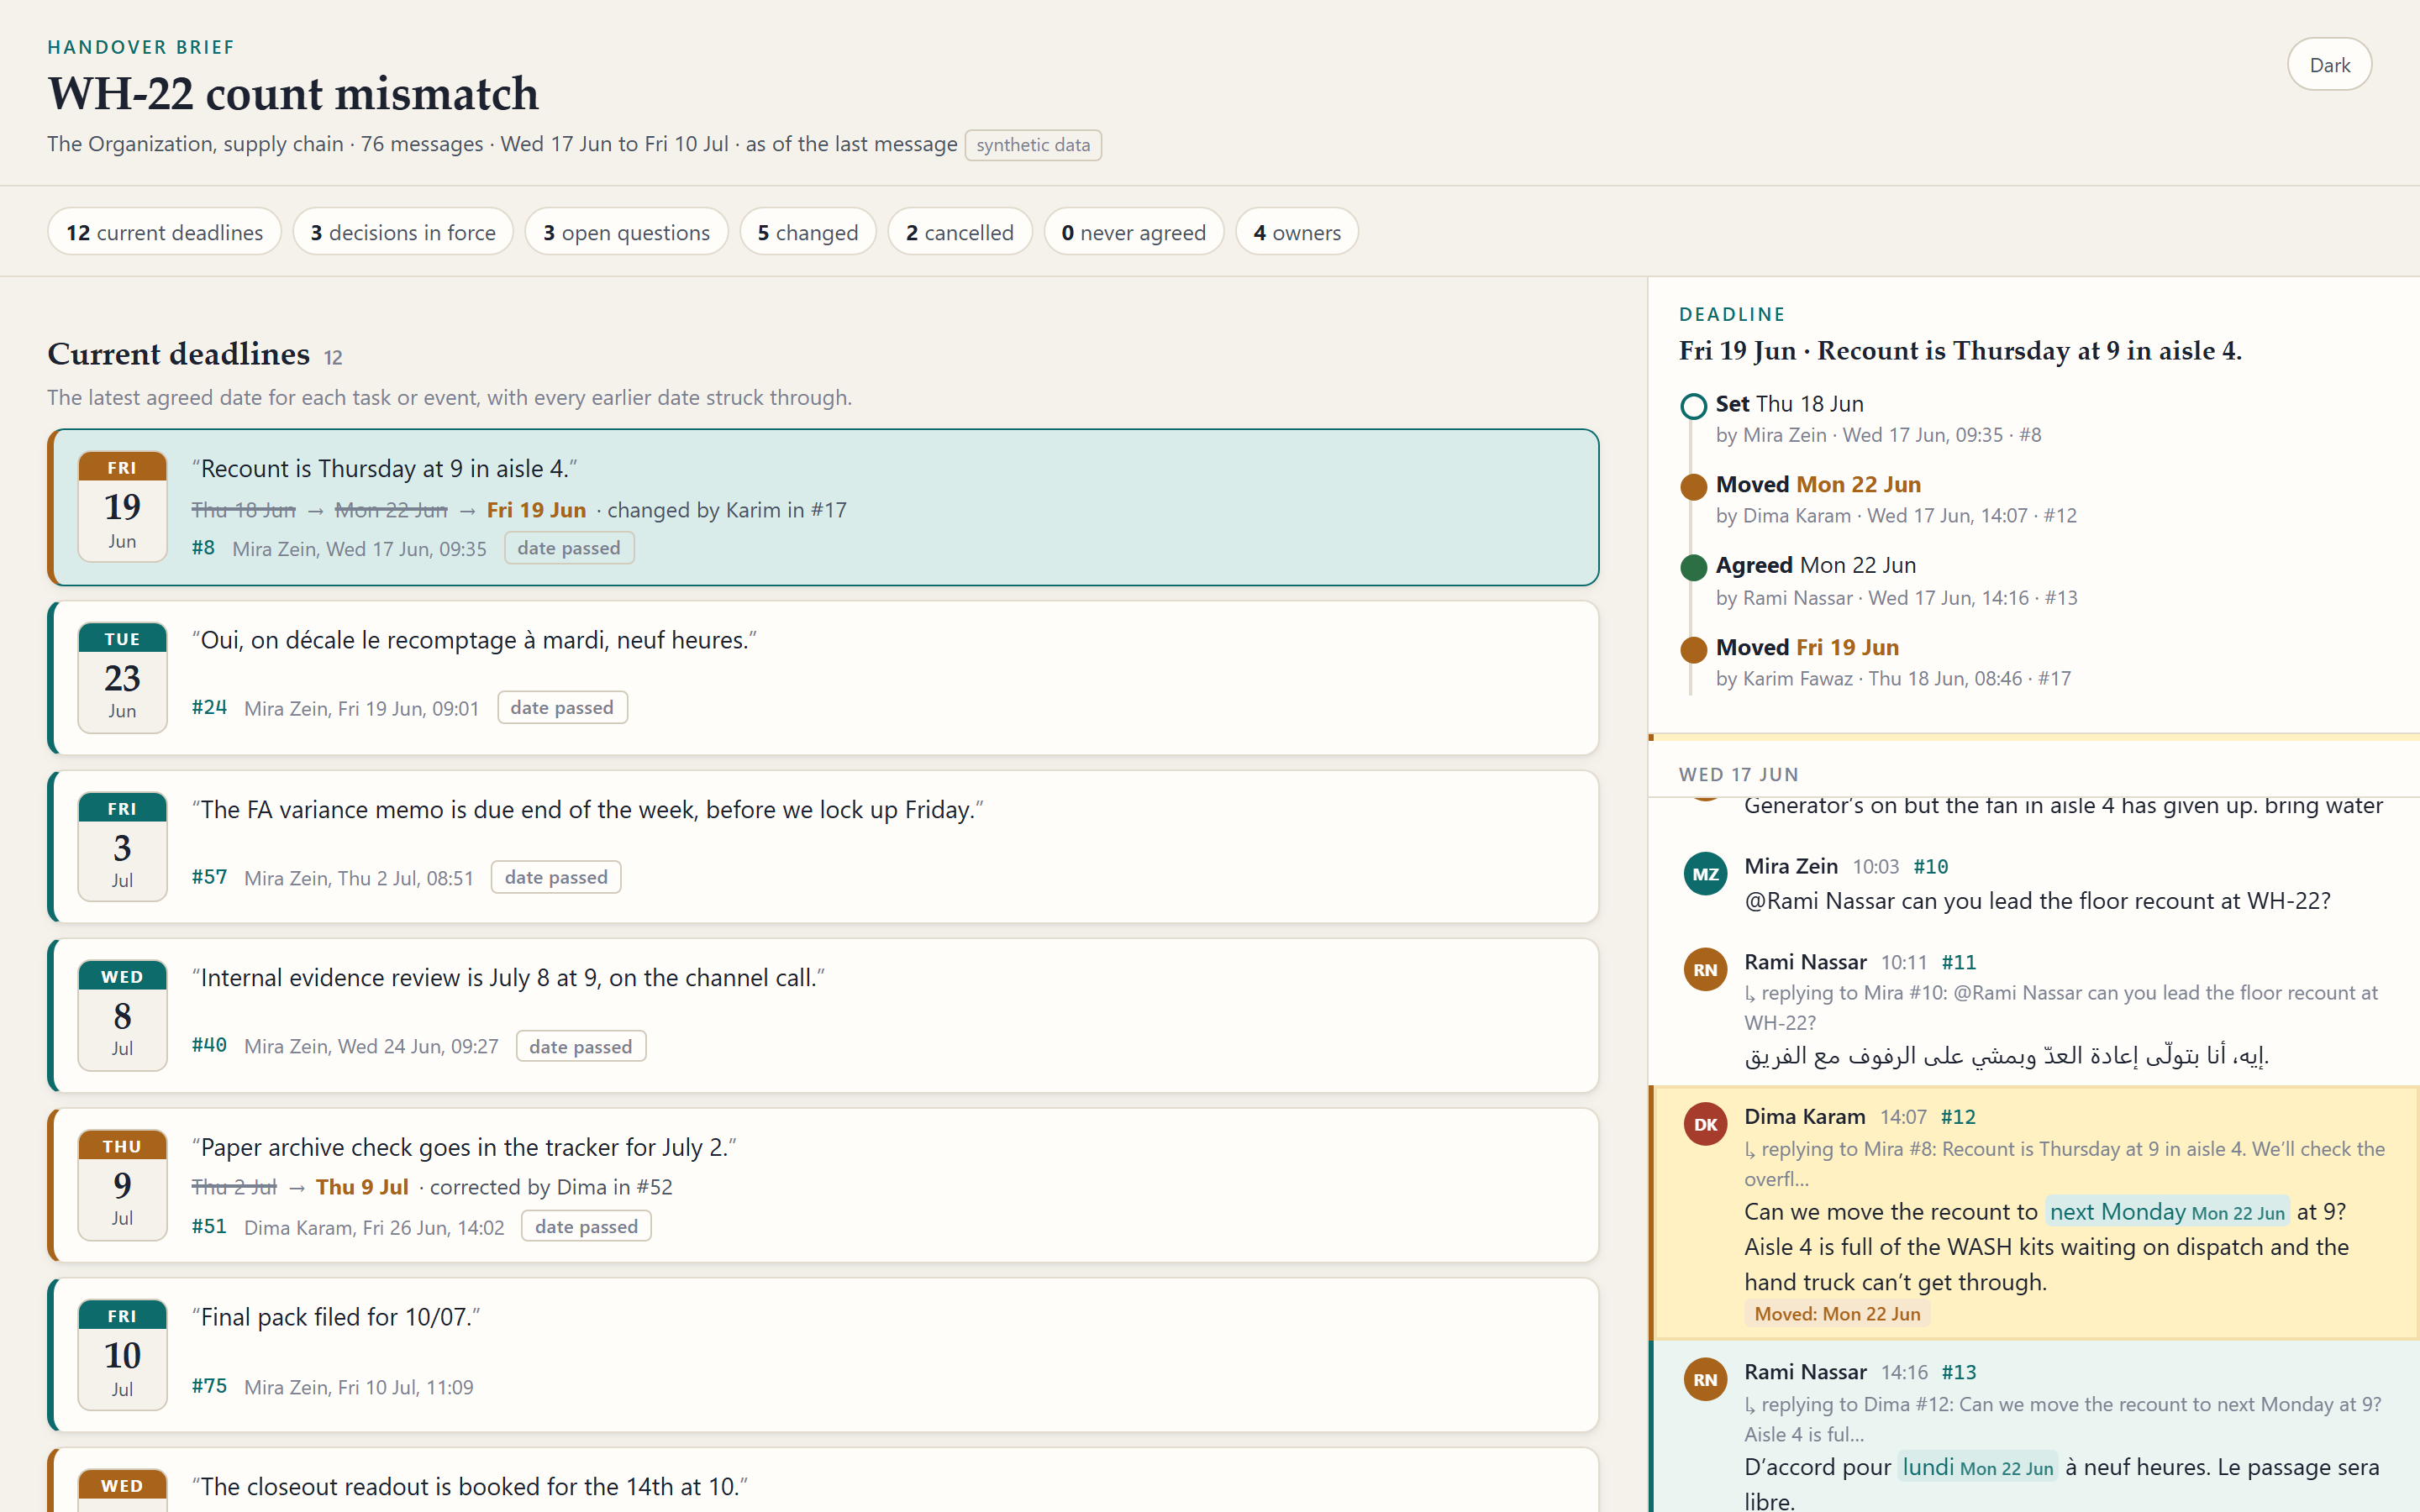 HANDOVER BRIEF
WH-22 count mismatch
The Organization, supply chain · 76 messages · Wed 17 Jun to Fri 10 Jul · as of the last message synthetic data
Dark
12 current deadlines
3 decisions in force
3 open questions
5 changed
2 cancelled
0 never agreed
4 owners
Current deadlines 12
The latest agreed date for each task or event, with every earlier date struck through.
FRI
19
Jun
“Recount is Thursday at 9 in aisle 4.”
Thu 18 Jun → Mon 22 Jun → Fri 19 Jun · changed by Karim in #17
#8 Mira Zein, Wed 17 Jun, 09:35 date passed
TUE
23
Jun
“Oui, on décale le recomptage à mardi, neuf heures.”
#24 Mira Zein, Fri 19 Jun, 09:01 date passed
FRI
3
Jul
“The FA variance memo is due end of the week, before we lock up Friday.”
#57 Mira Zein, Thu 2 Jul, 08:51 date passed
WED
8
Jul
“Internal evidence review is July 8 at 9, on the channel call.”
#40 Mira Zein, Wed 24 Jun, 09:27 date passed
THU
9
Jul
“Paper archive check goes in the tracker for July 2.”
Thu 2 Jul → Thu 9 Jul · corrected by Dima in #52
#51 Dima Karam, Fri 26 Jun, 14:02 date passed
FRI
10
Jul
“Final pack filed for 10/07.”
#75 Mira Zein, Fri 10 Jul, 11:09
WED
“The closeout readout is booked for the 14th at 10.”
DEADLINE
Fri 19 Jun · Recount is Thursday at 9 in aisle 4.
Set Thu 18 Jun
by Mira Zein · Wed 17 Jun, 09:35 · #8
Moved Mon 22 Jun
by Dima Karam · Wed 17 Jun, 14:07 · #12
Agreed Mon 22 Jun
by Rami Nassar · Wed 17 Jun, 14:16 · #13
Moved Fri 19 Jun
by Karim Fawaz · Thu 18 Jun, 08:46 · #17
WED 17 JUN
Generator’s on but the fan in aisle 4 has given up. bring water
MZ
Mira Zein 10:03 #10
@Rami Nassar can you lead the floor recount at WH-22?
RN
Rami Nassar 10:11 #11
↳ replying to Mira #10: @Rami Nassar can you lead the floor recount at
WH-22?
إيه، أنا بتولّى إعادة العدّ وبمشي على الرفوف مع الفريق.
DK
Dima Karam 14:07 #12
↳ replying to Mira #8: Recount is Thursday at 9 in aisle 4. We’ll check the
overfl…
Can we move the recount to next Monday Mon 22 Jun at 9?
Aisle 4 is full of the WASH kits waiting on dispatch and the
hand truck can’t get through.
Moved: Mon 22 Jun
RN
Rami Nassar 14:16 #13
↳ replying to Dima #12: Can we move the recount to next Monday at 9?
Aisle 4 is ful…
D’accord pour lundi Mon 22 Jun à neuf heures. Le passage sera
libre.